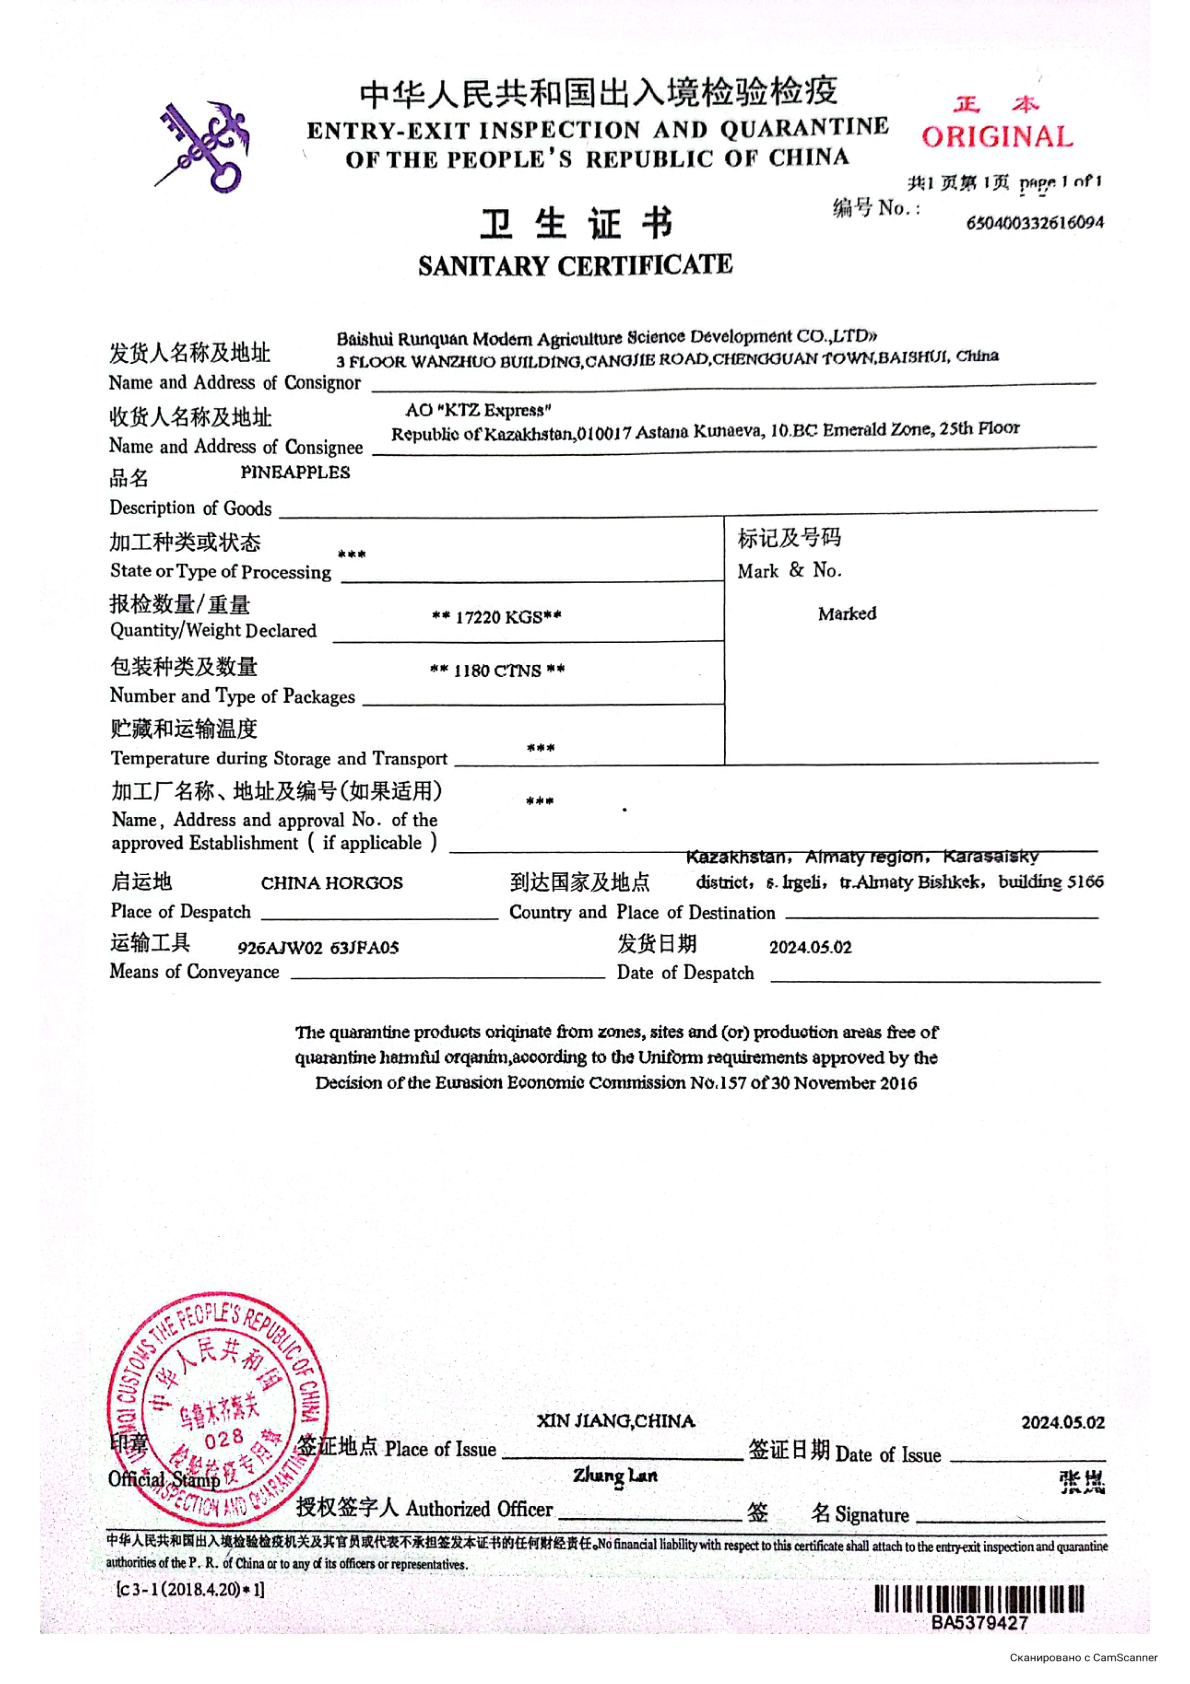 中华人民共和国出入境检验检疫
ENTRY-EXIT INSPECTION AND QUARANTINE
OF THE PEOPLE'S REPUBLIC OF CHINA
正 本
ORIGINAL
共1 页第 1页 page 1 of 1
编号 No.:
650400332616094
卫 生 证 书
SANITARY CERTIFICATE
Baishui Runquan Modern Agriculture Science Development CO.,LTD»
发货人名称及地址
3 FLOOR WANZHUO BUILDING,CANGJIE ROAD,CHENGGUAN TOWN,BAISHUI, China
Name and Address of Consignor
收货人名称及地址 AO "KTZ Express"
Republic of Kazakhstan,010017 Astana Kunaeva, 10.BC Emerald Zone, 25th Floor
Name and Address of Consignee
品名 PINEAPPLES
Description of Goods
加工种类或状态 ***
State or Type of Processing
标记及号码
Mark & No.
Marked
报检数量/重量 ** 17220 KGS**
Quantity/Weight Declared
包装种类及数量 ** 1180 CTNS **
Number and Type of Packages
贮藏和运输温度
Temperature during Storage and Transport ***
加工厂名称、地址及编号(如果适用) ***
Name, Address and approval No. of the
approved Establishment ( if applicable )
Kazakhstan, Almaty region, Karasaisky
启运地 CHINA HORGOS 到达国家及地点 district, s. Irgeli, tr.Almaty Bishkek, building 5166
Place of Despatch Country and Place of Destination
运输工具 926AJW02 63JFA05 发货日期 2024.05.02
Means of Conveyance Date of Despatch
The quarantine products oriqinate from zones, sites and (or) production areas free of
quarantine harmful orqanim,according to the Uniform requirements approved by the
Decision of the Eurasion Economic Commission No.157 of 30 November 2016
URUMQI CUSTOMS THE PEOPLE'S REPUBLIC OF CHINA
中华人民共和国
乌鲁木齐海关
028
检验检疫专用章
INSPECTION AND QUARANTINE
XIN JIANG,CHINA 2024.05.02
印章 签证地点 Place of Issue 签证日期 Date of Issue
Official Stamp
Zhang Lan 张岚
授权签字人 Authorized Officer 签 名 Signature
中华人民共和国出入境检验检疫机关及其官员或代表不承担签发本证书的任何财经责任。No financial liability with respect to this certificate shall attach to the entry-exit inspection and quarantine
authorities of the P. R. of China or to any of its officers or representatives.
[c 3-1(2018.4.20)*1]
BA5379427
Сканировано с CamScanner